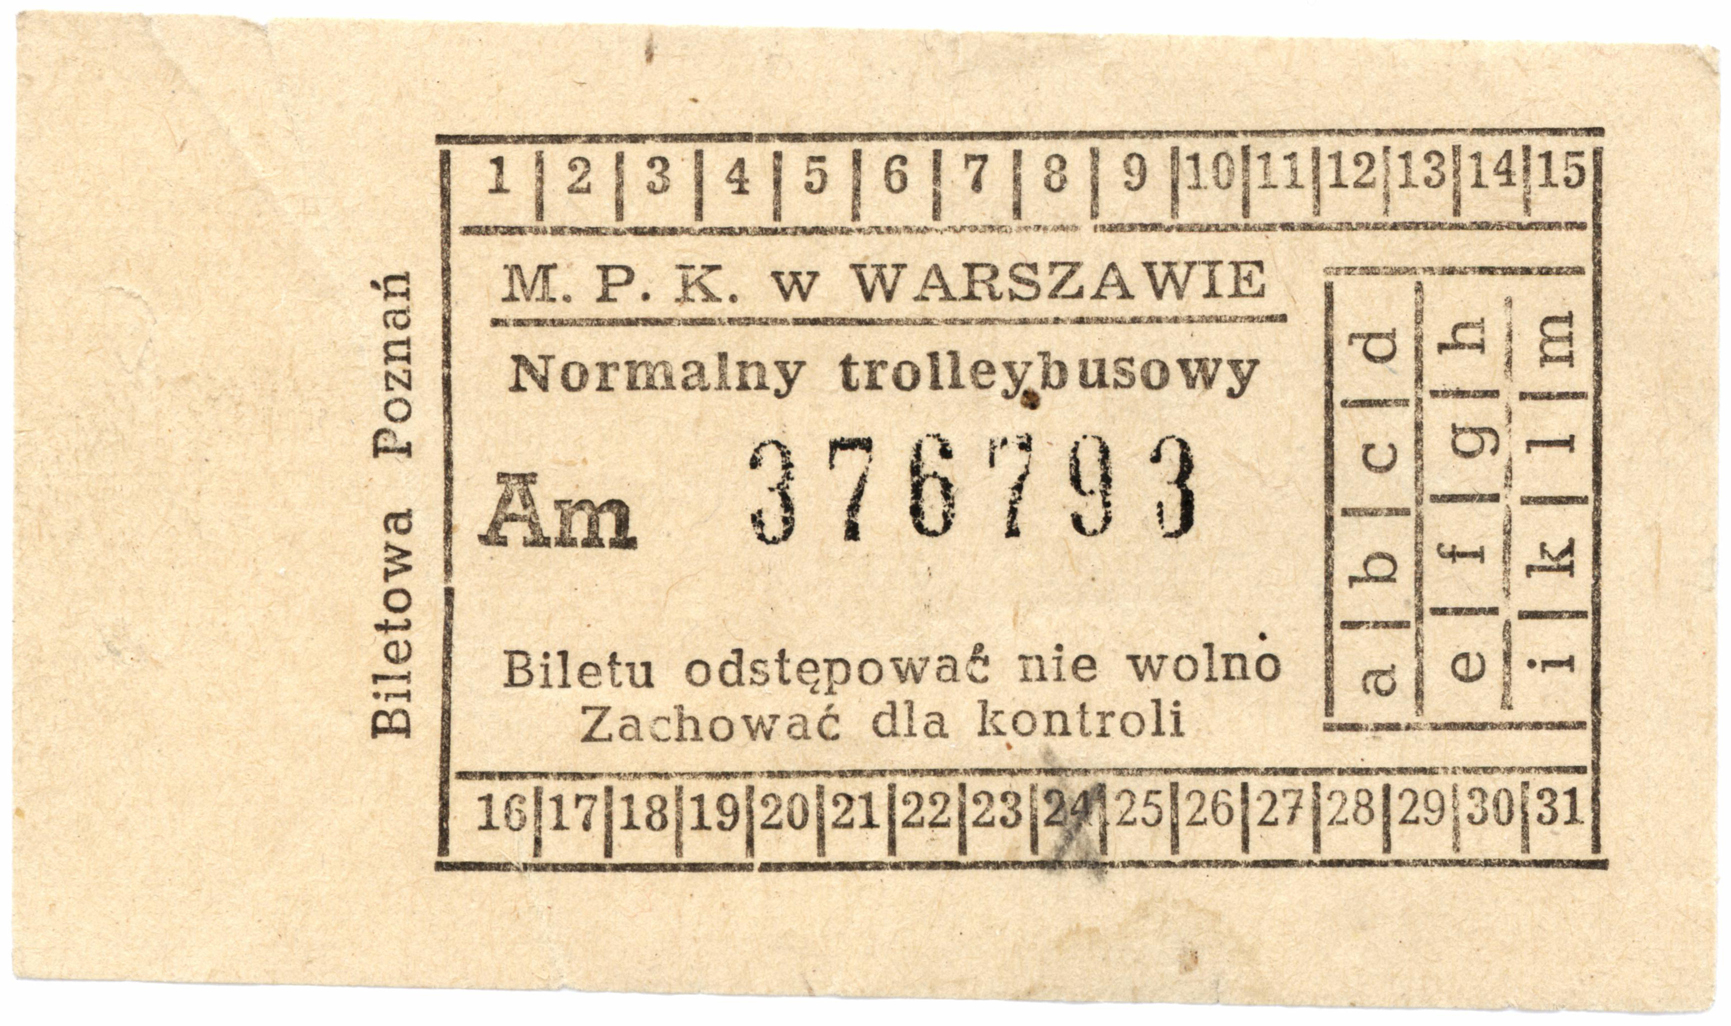 1 | 2 | 3 | 4 | 5 | 6 | 7 | 8 | 9 | 10 | 11 | 12 | 13 | 14 | 15
M. P. K. w WARSZAWIE
Normalny trolleybusowy
Am 376793
Biletu odstępować nie wolno
Zachować dla kontroli
16 | 17 | 18 | 19 | 20 | 21 | 22 | 23 | 24 | 25 | 26 | 27 | 28 | 29 | 30 | 31
a | b | c | d
e | f | g | h
i | k | l | m
Biletowa Poznań